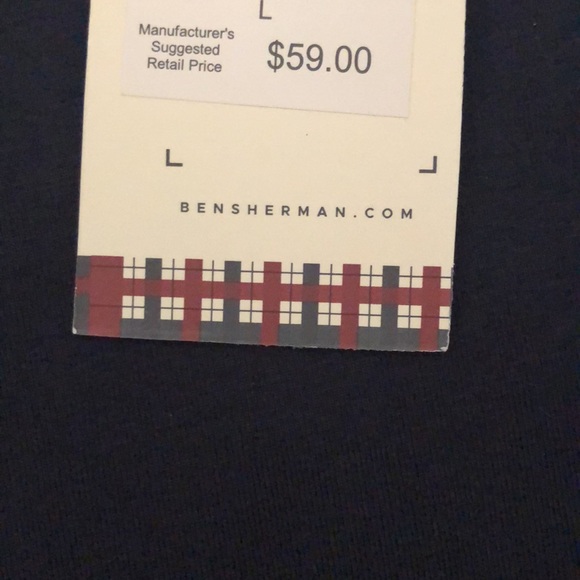 L
Manufacturer's
Suggested
Retail Price
$59.00
BENSHERMAN.COM